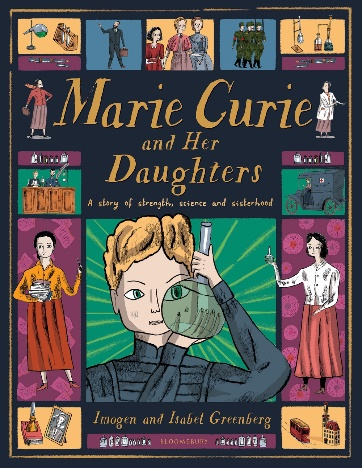 Marie Curie
and Her
Daughters
A story of strength, science and sisterhood
Imogen and Isabel Greenberg
BLOOMSBURY